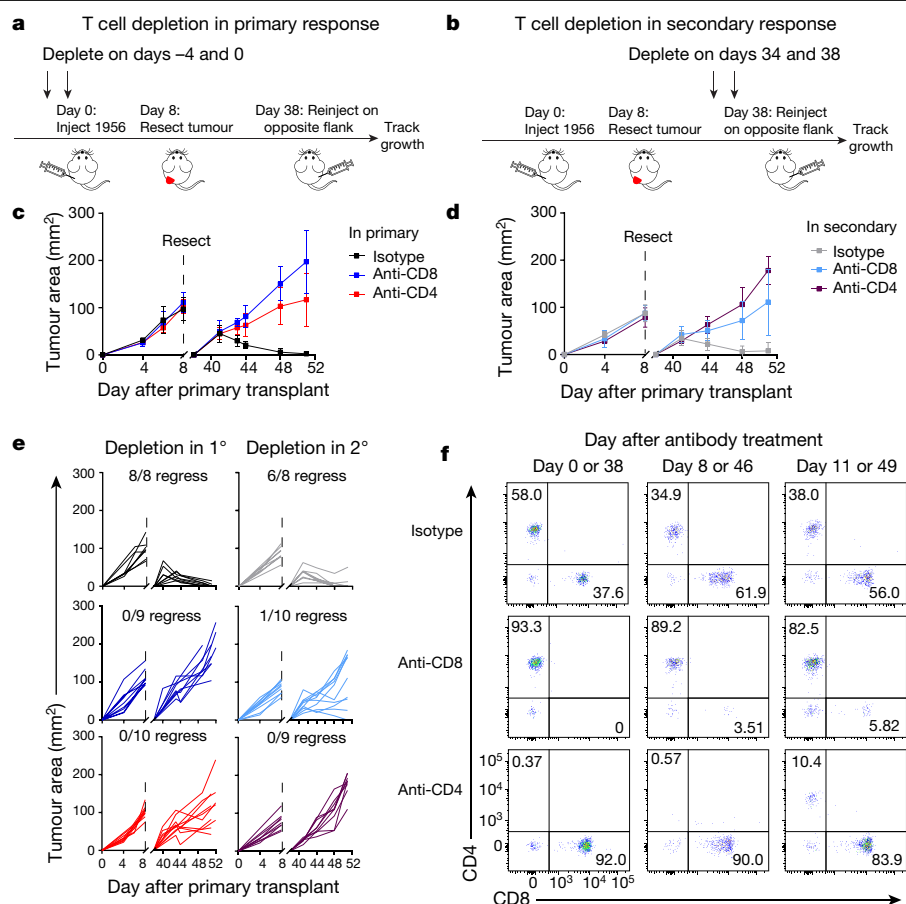 a T cell depletion in primary response
Deplete on days –4 and 0
Day 0:
Inject 1956
Day 8:
Resect tumour
Day 38: Reinject on
opposite flank
Track
growth
b T cell depletion in secondary response
Deplete on days 34 and 38
Day 0:
Inject 1956
Day 8:
Resect tumour
Day 38: Reinject
on opposite flank
Track
growth
c
Tumour area (mm²)
300
200
100
0
Resect
0 4 8 40 44 48 52
Day after primary transplant
In primary
Isotype
Anti-CD8
Anti-CD4
d
Tumour area (mm²)
300
200
100
0
Resect
0 4 8 40 44 48 52
Day after primary transplant
In secondary
Isotype
Anti-CD8
Anti-CD4
e
Depletion in 1° Depletion in 2°
8/8 regress 6/8 regress
300
200
100
0
0/9 regress 1/10 regress
300
200
100
0
0/10 regress 0/9 regress
300
200
100
0
Tumour area (mm²)
0 4 8 4044 48 52 0 4 8 4044 48 52
Day after primary transplant
f
Day after antibody treatment
Day 0 or 38 Day 8 or 46 Day 11 or 49
Isotype
58.0 34.9 38.0
37.6 61.9 56.0
Anti-CD8
93.3 89.2 82.5
0 3.51 5.82
Anti-CD4
0.37 0.57 10.4
92.0 90.0 83.9
10⁵
10⁴
10³
0
CD4
0 10³ 10⁴ 10⁵
CD8